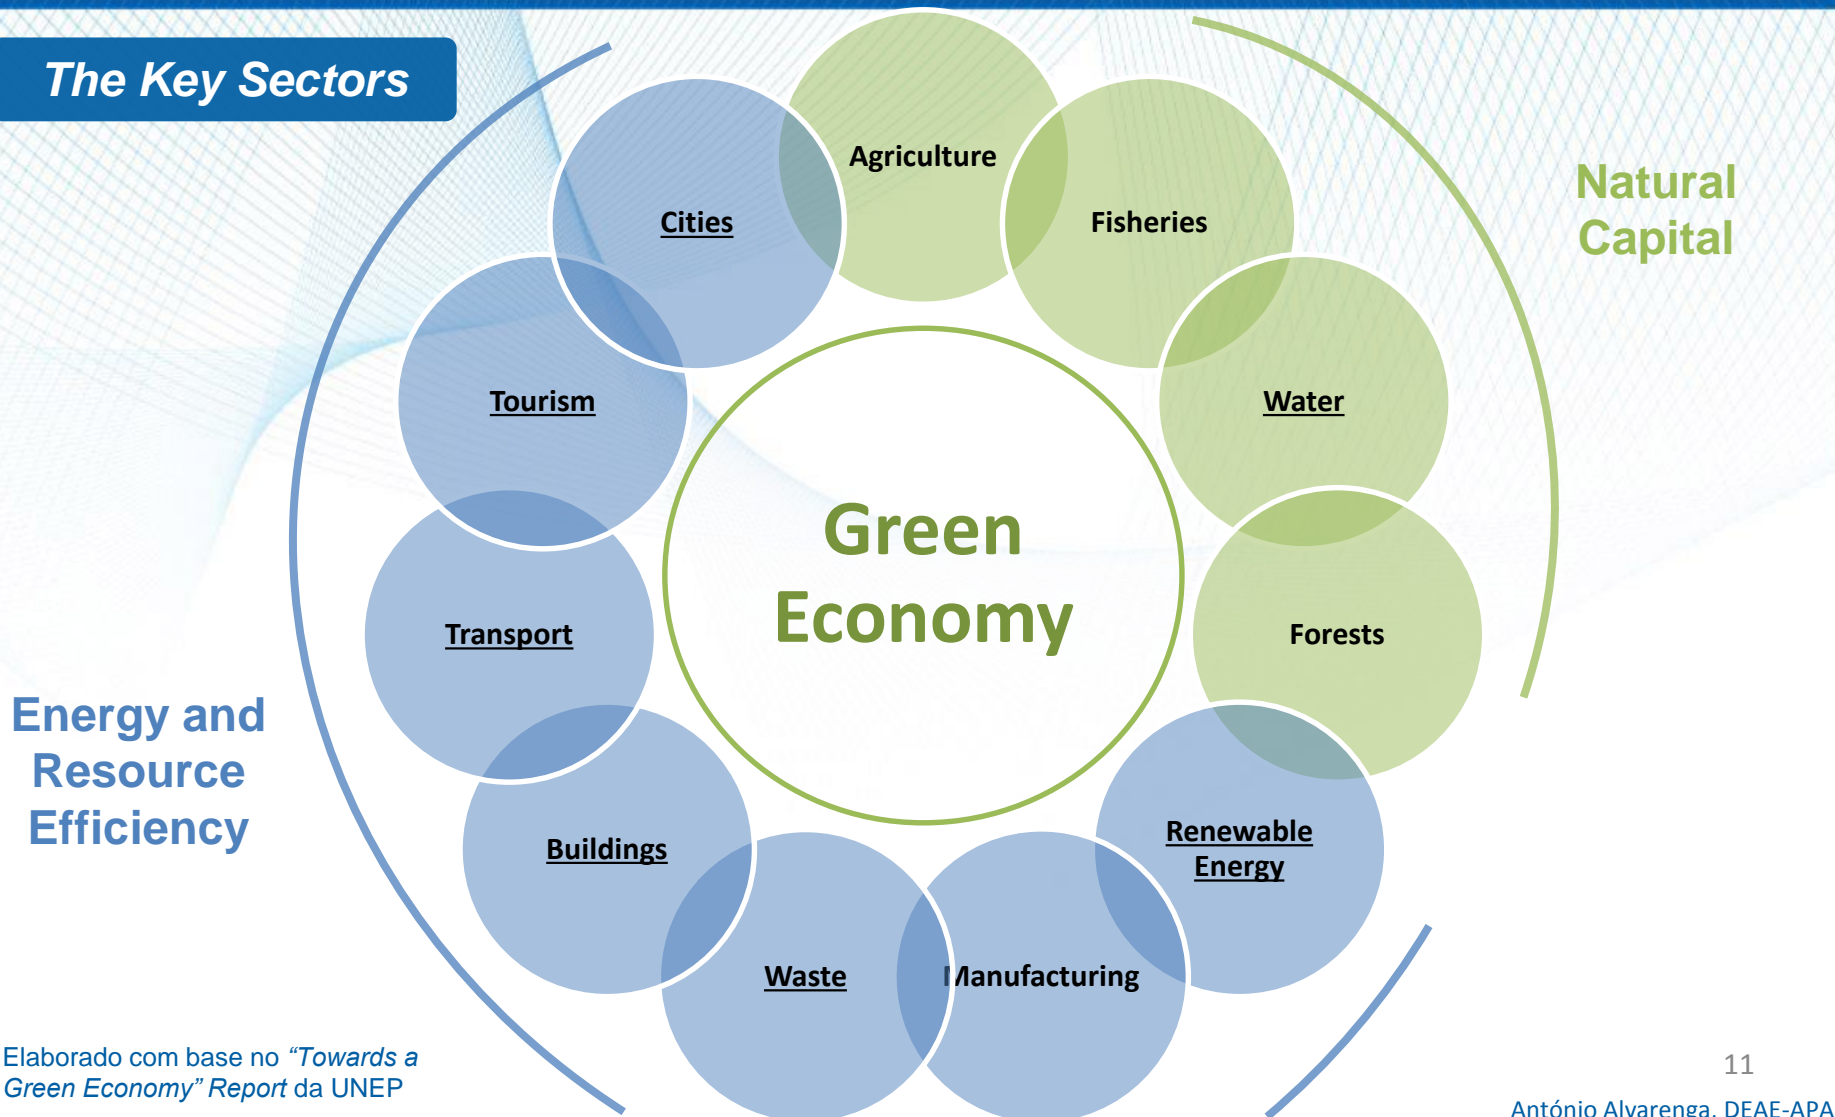 The Key Sectors
Agriculture
Cities
Fisheries
Natural
Capital
Tourism
Water
Green
Economy
Transport
Forests
Energy and
Resource
Efficiency
Buildings
Renewable
Energy
Waste
Manufacturing
Elaborado com base no “Towards a
Green Economy” Report da UNEP
11
António Alvarenga, DEAE-APA